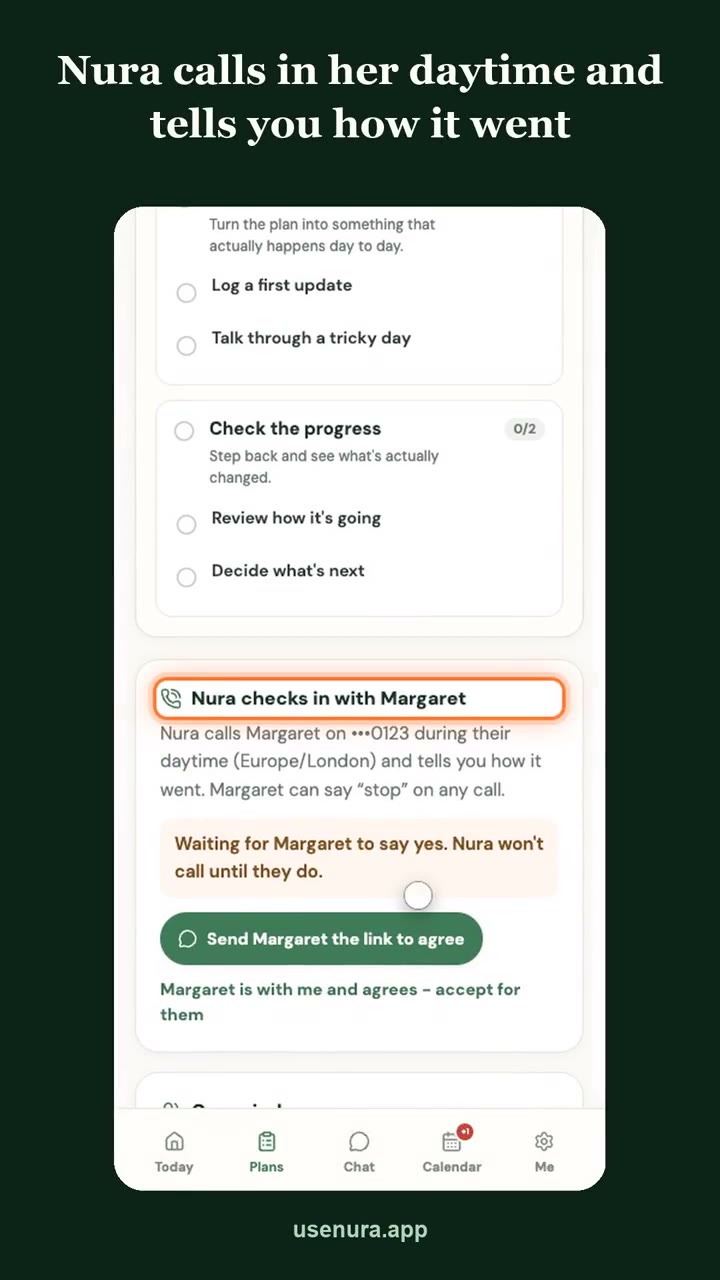 Nura calls in her daytime and
tells you how it went
Turn the plan into something that
actually happens day to day.
Log a first update
Talk through a tricky day
Check the progress
0/2
Step back and see what's actually
changed.
Review how it's going
Decide what's next
Nura checks in with Margaret
Nura calls Margaret on •••0123 during their
daytime (Europe/London) and tells you how it
went. Margaret can say “stop” on any call.
Waiting for Margaret to say yes. Nura won't
call until they do.
Send Margaret the link to agree
Margaret is with me and agrees – accept for
them
+1
Today
Plans
Chat
Calendar
Me
usenura.app